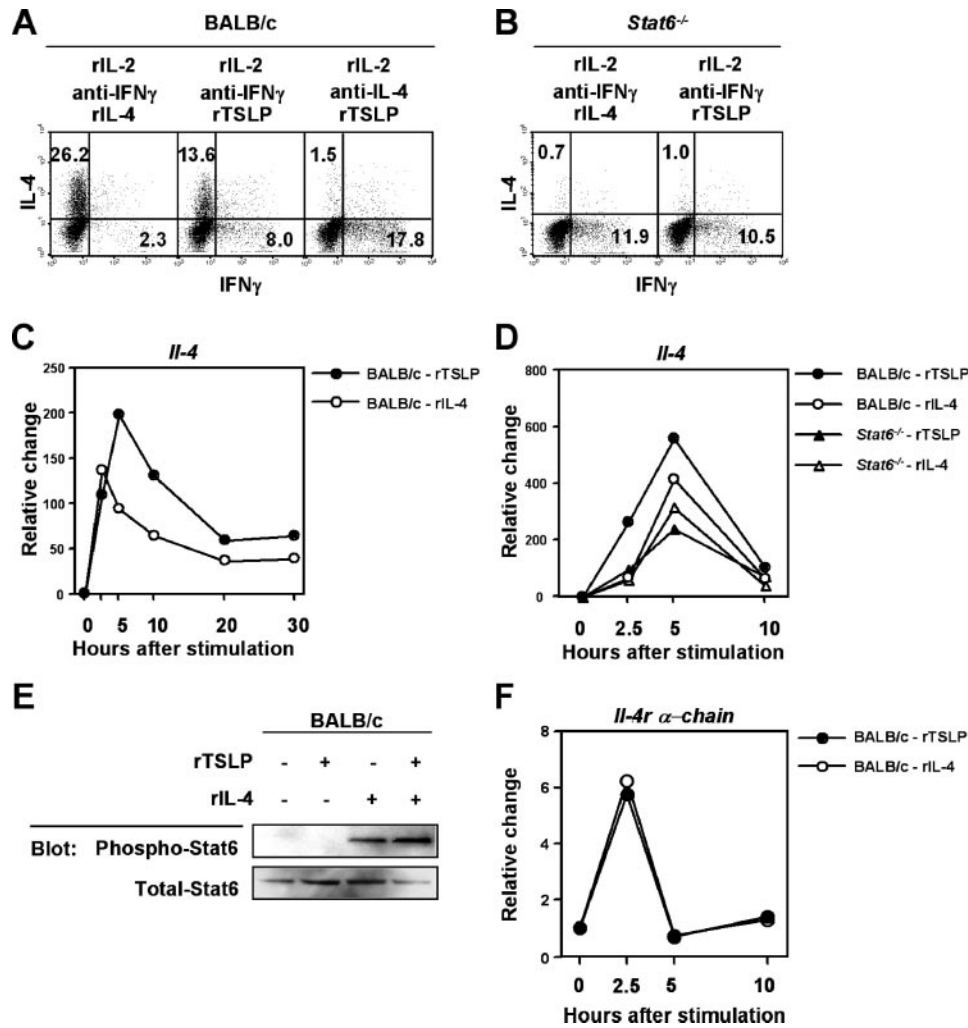 A
BALB/c
rIL-2 rIL-2 rIL-2
anti-IFNγ anti-IFNγ anti-IL-4
rIL-4 rTSLP rTSLP
26.2 13.6 1.5
2.3 8.0 17.8
IL-4
IFNγ
B
Stat6-/-
rIL-2 rIL-2
anti-IFNγ anti-IFNγ
rIL-4 rTSLP
0.7 1.0
11.9 10.5
IL-4
IFNγ
C
Il-4
250
200
150
100
50
0
Relative change
0 5 10 20 30
Hours after stimulation
BALB/c - rTSLP
BALB/c - rIL-4
D
Il-4
800
600
400
200
0
Relative change
0 2.5 5 10
Hours after stimulation
BALB/c - rTSLP
BALB/c - rIL-4
Stat6-/- - rTSLP
Stat6-/- - rIL-4
E
BALB/c
rTSLP - + - +
rIL-4 - - + +
Blot: Phospho-Stat6
Total-Stat6
F
Il-4r α-chain
8
6
4
2
0
Relative change
0 2.5 5 10
Hours after stimulation
BALB/c - rTSLP
BALB/c - rIL-4